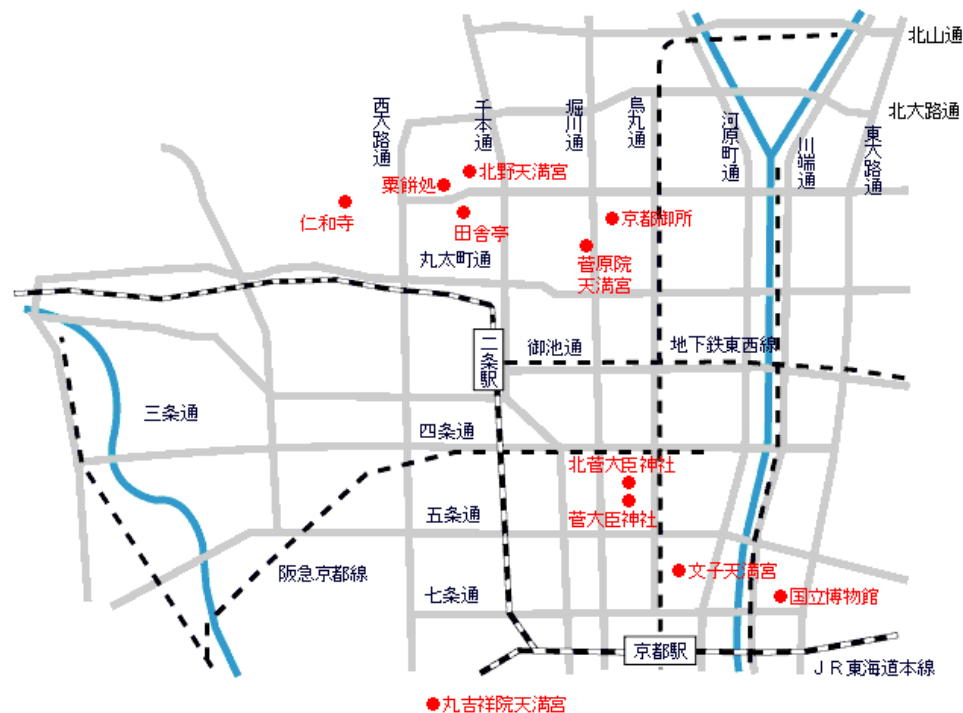 北山通
北大路通
西大路通
千本通
堀川通
烏丸通
河原町通
川端通
東大路通
北野天満宮
粟餅処
仁和寺
田舎亭
京都御所
丸太町通
菅原院
天満宮
二条駅
御池通
地下鉄東西線
三条通
四条通
北菅大臣神社
菅大臣神社
五条通
阪急京都線
文子天満宮
七条通
国立博物館
京都駅
JR東海道本線
丸吉祥院天満宮